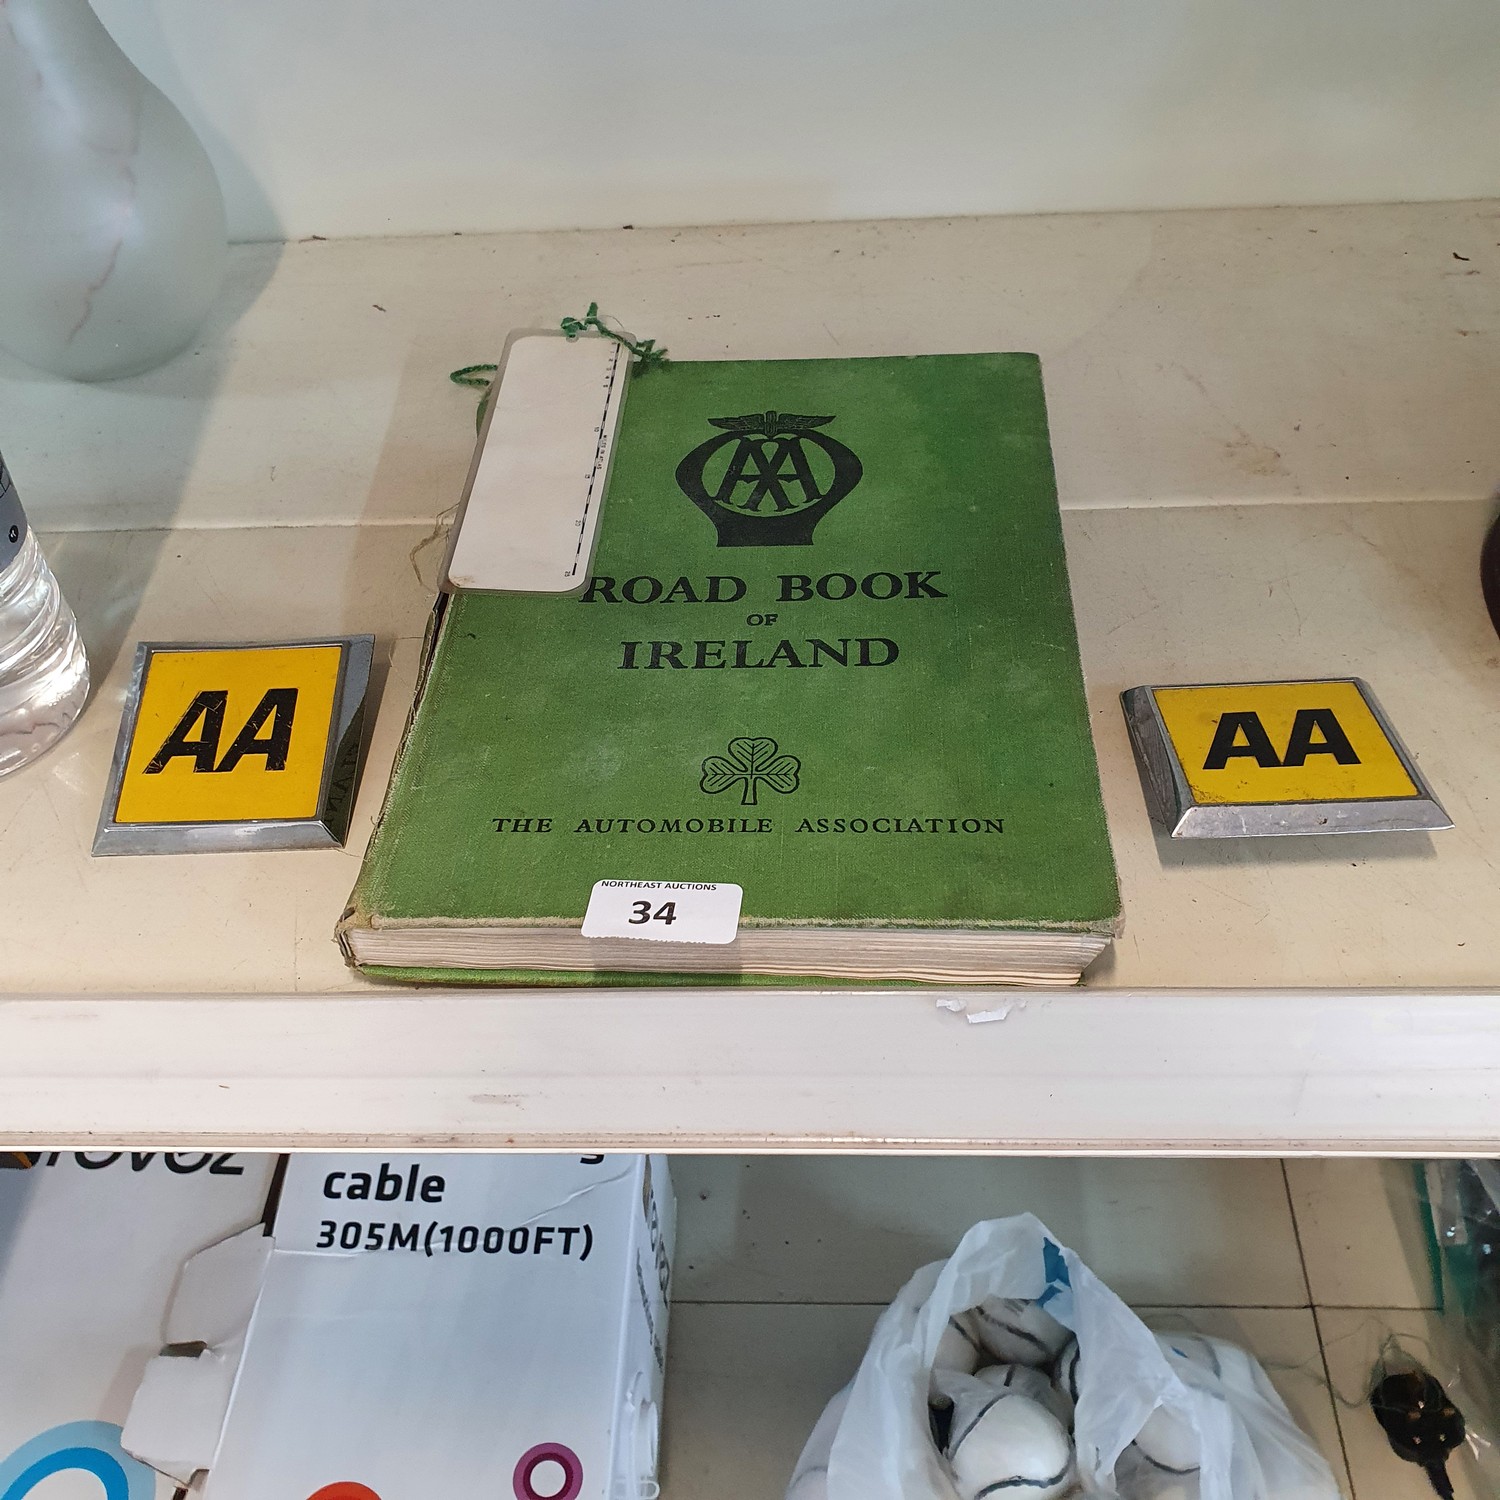 AA
ROAD BOOK
OF
IRELAND
THE AUTOMOBILE ASSOCIATION
NORTHEAST AUCTIONS
34
AA
AA
cable
305M(1000FT)